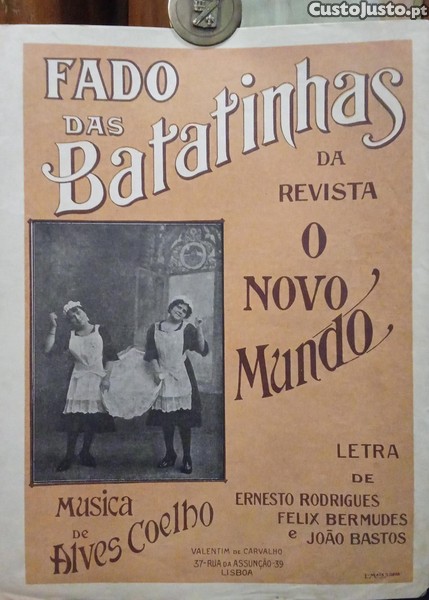 CustoJusto.pt
FADO
DAS
Batatinhas
DA
REVISTA
O
NOVO
Mundo
LETRA
DE
ERNESTO RODRIGUES
FELIX BERMUDES
e JOÃO BASTOS
Musica
de
Alves Coelho
VALENTIM DE CARVALHO
37-RUA DA ASSUNÇÃO-39
LISBOA